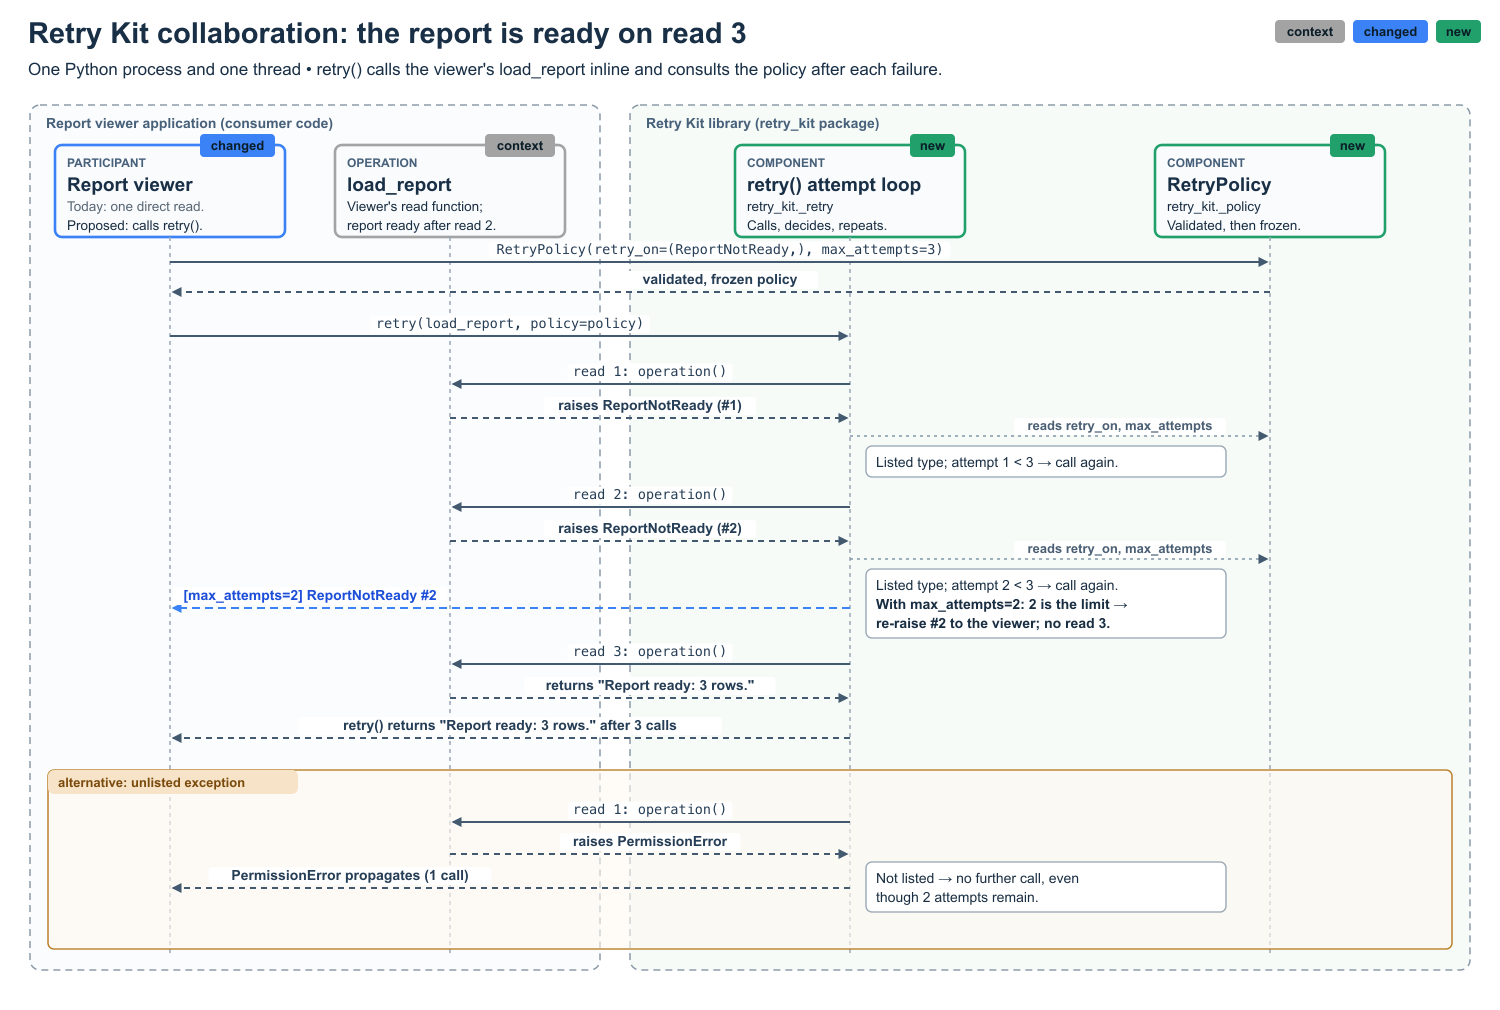 Retry Kit collaboration: the report is ready on read 3
context
changed
new
One Python process and one thread • retry() calls the viewer's load_report inline and consults the policy after each failure.
Report viewer application (consumer code)
Retry Kit library (retry_kit package)
changed
PARTICIPANT
Report viewer
Today: one direct read.
Proposed: calls retry().
context
OPERATION
load_report
Viewer's read function;
report ready after read 2.
new
COMPONENT
retry() attempt loop
retry_kit._retry
Calls, decides, repeats.
new
COMPONENT
RetryPolicy
retry_kit._policy
Validated, then frozen.
RetryPolicy(retry_on=(ReportNotReady,), max_attempts=3)
validated, frozen policy
retry(load_report, policy=policy)
read 1: operation()
raises ReportNotReady (#1)
reads retry_on, max_attempts
Listed type; attempt 1 < 3 → call again.
read 2: operation()
raises ReportNotReady (#2)
reads retry_on, max_attempts
Listed type; attempt 2 < 3 → call again.
With max_attempts=2: 2 is the limit →
re-raise #2 to the viewer; no read 3.
[max_attempts=2] ReportNotReady #2
read 3: operation()
returns "Report ready: 3 rows."
retry() returns "Report ready: 3 rows." after 3 calls
alternative: unlisted exception
read 1: operation()
raises PermissionError
PermissionError propagates (1 call)
Not listed → no further call, even
though 2 attempts remain.